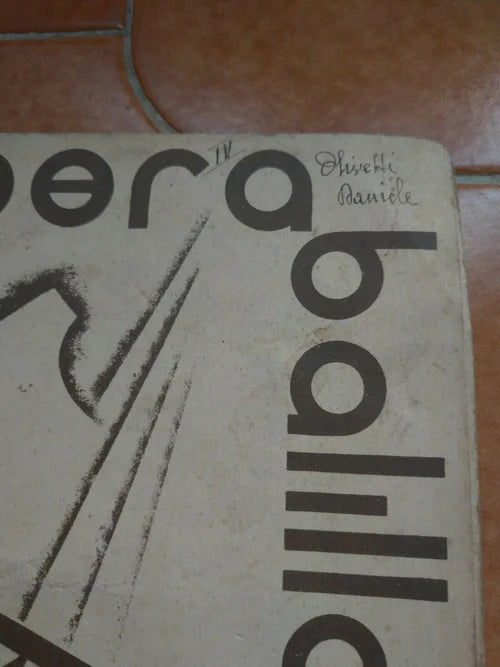 pera
IV
Olivetti
Daniele
balilla